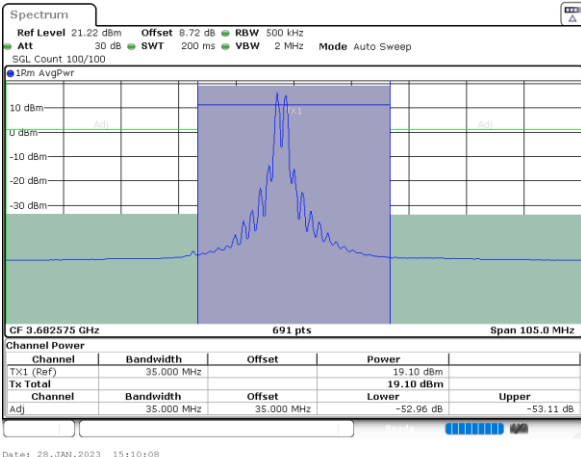 Spectrum
Ref Level 21.22 dBm Offset 8.72 dB RBW 500 kHz
Att 30 dB SWT 200 ms VBW 2 MHz Mode Auto Sweep
SGL Count 100/100
1Rm AvgPwr
10 dBm
Adj TX1 Adj
0 dBm
-10 dBm
-20 dBm
-30 dBm
CF 3.682575 GHz 691 pts Span 105.0 MHz
Channel Power
Channel Bandwidth Offset Power
TX1 (Ref) 35.000 MHz 19.10 dBm
Tx Total 19.10 dBm
Channel Bandwidth Offset Lower Upper
Adj 35.000 MHz 35.000 MHz -52.96 dB -53.11 dB
Ready
Date: 28.JAN.2023 15:10:08